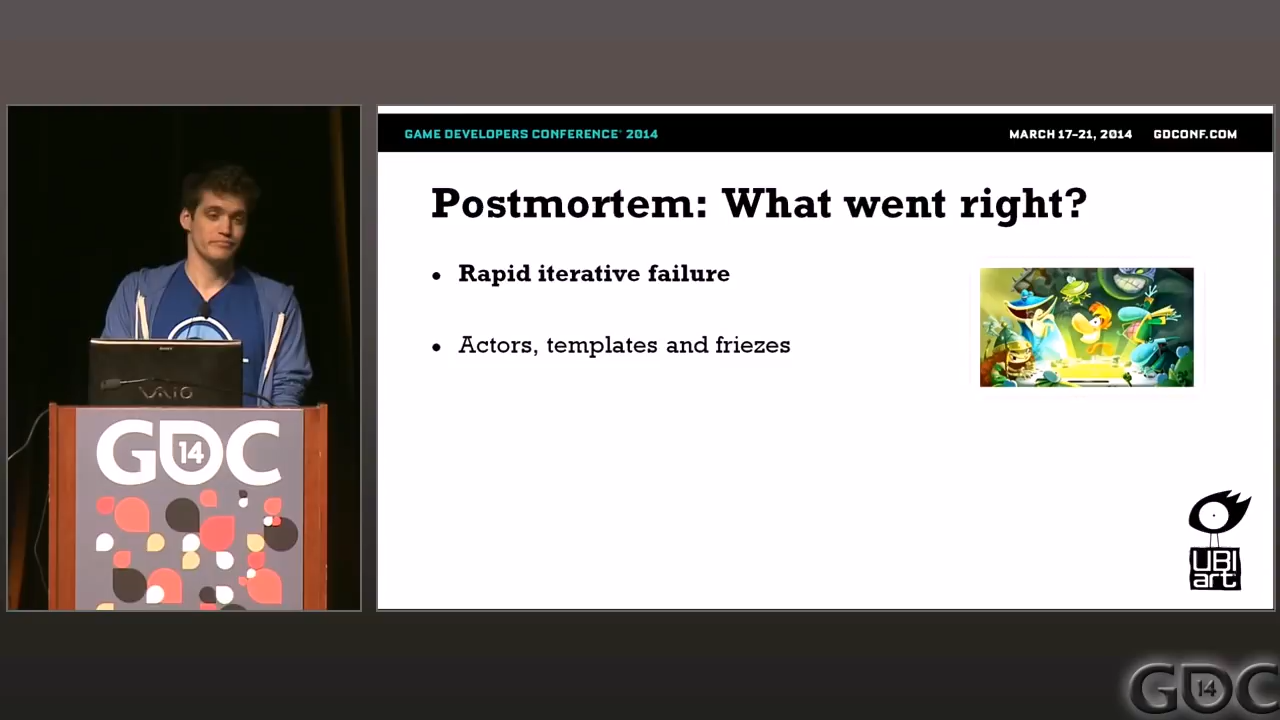 GAME DEVELOPERS CONFERENCE® 2014
MARCH 17–21, 2014 GDCONF.COM
Postmortem: What went right?
• Rapid iterative failure
• Actors, templates and friezes
VAIO
GDC
14
UBI
art
GDC
14